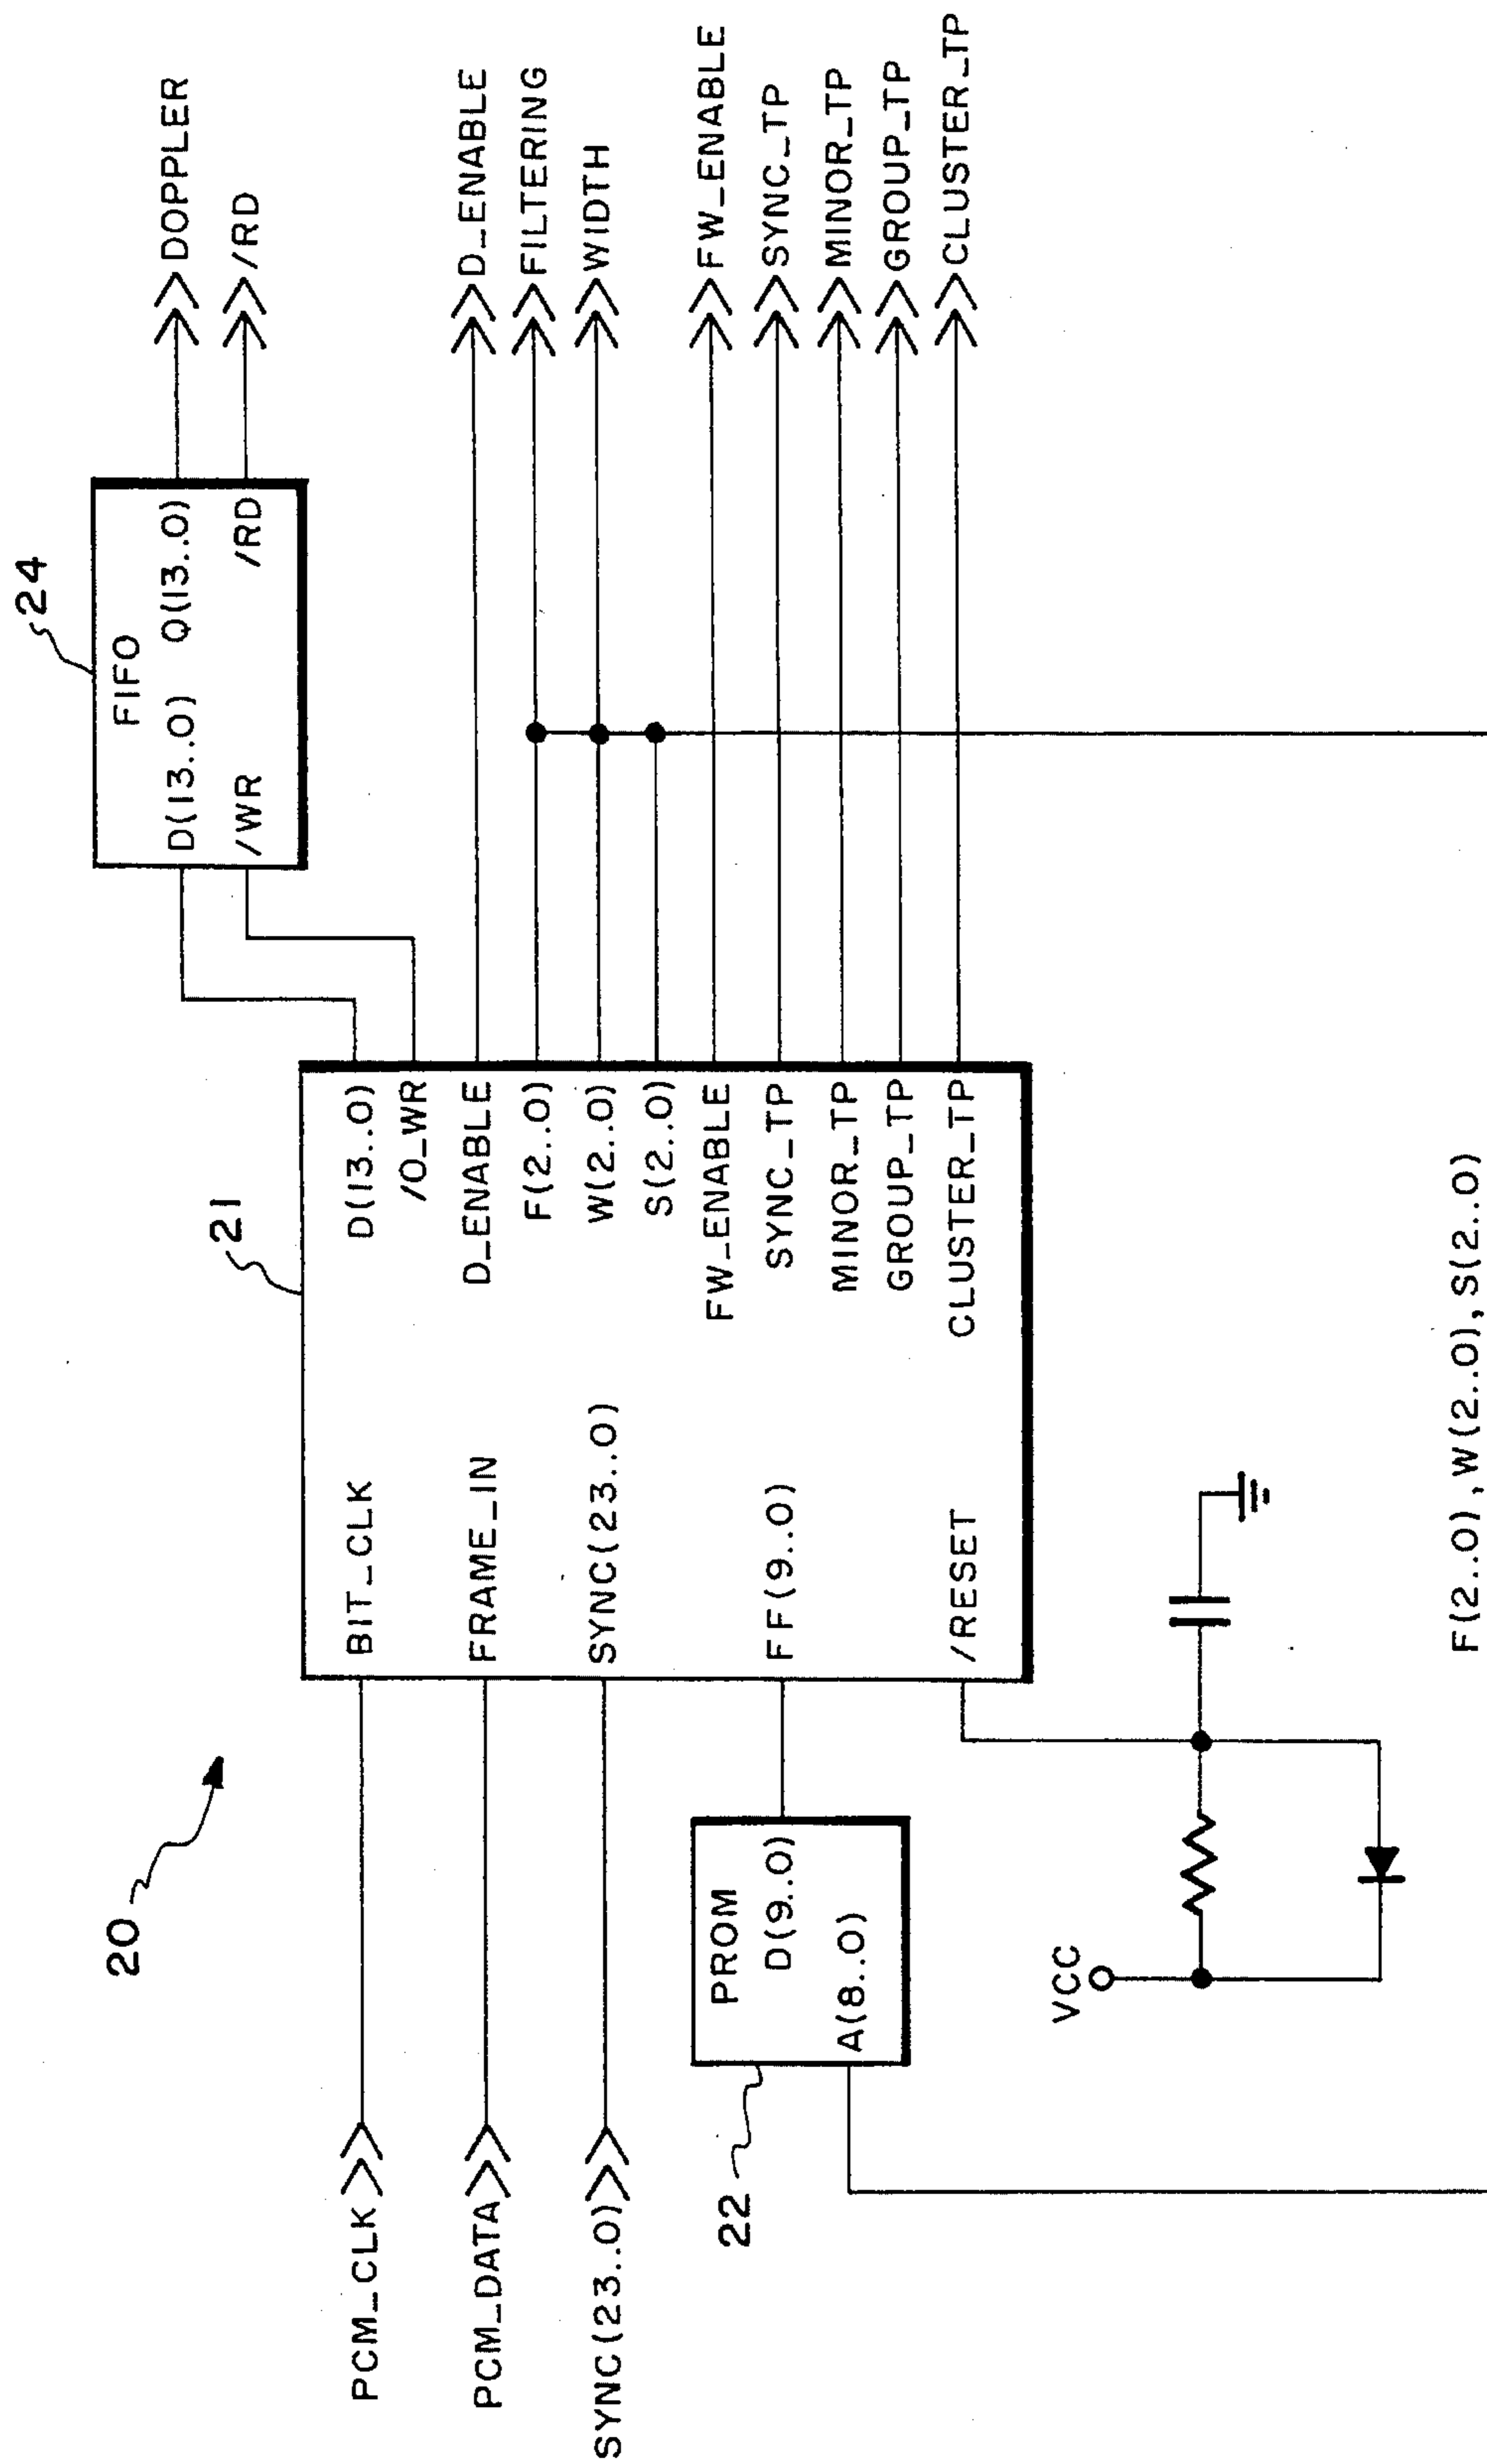 20
21
24
22
PCM_CLK
PCM_DATA
SYNC(23..0)
BIT_CLK
FRAME_IN
SYNC(23..0)
FF(9..0)
/RESET
D(13..0)
/O_WR
D_ENABLE
F(2..0)
W(2..0)
S(2..0)
FW_ENABLE
SYNC_TP
MINOR_TP
GROUP_TP
CLUSTER_TP
FIFO
D(13..0) Q(13..0)
/WR /RD
DOPPLER
/RD
D_ENABLE
FILTERING
WIDTH
FW_ENABLE
SYNC_TP
MINOR_TP
GROUP_TP
CLUSTER_TP
PROM
D(9..0)
A(8..0)
VCC
F(2..0),W(2..0),S(2..0)